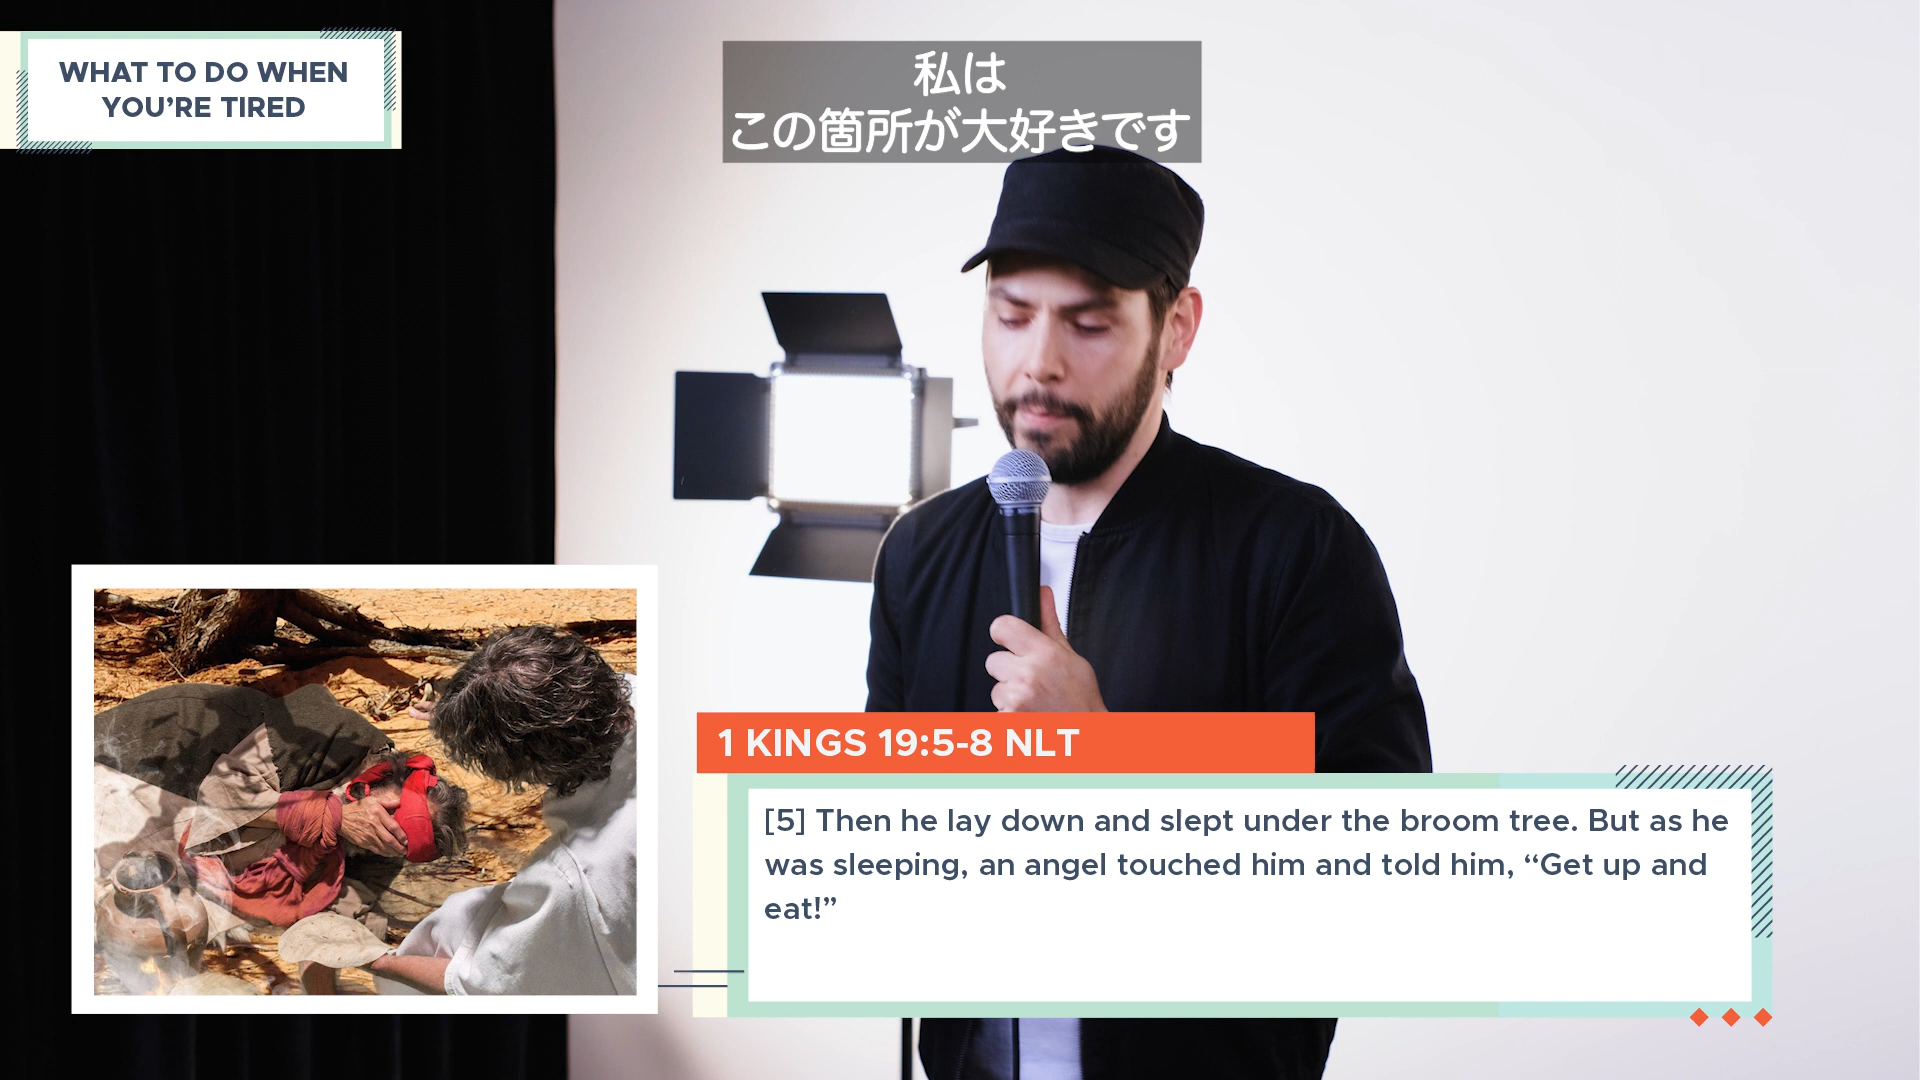 WHAT TO DO WHEN
YOU'RE TIRED
私は
この箇所が大好きです
1 KINGS 19:5-8 NLT
[5] Then he lay down and slept under the broom tree. But as he
was sleeping, an angel touched him and told him, “Get up and
eat!”